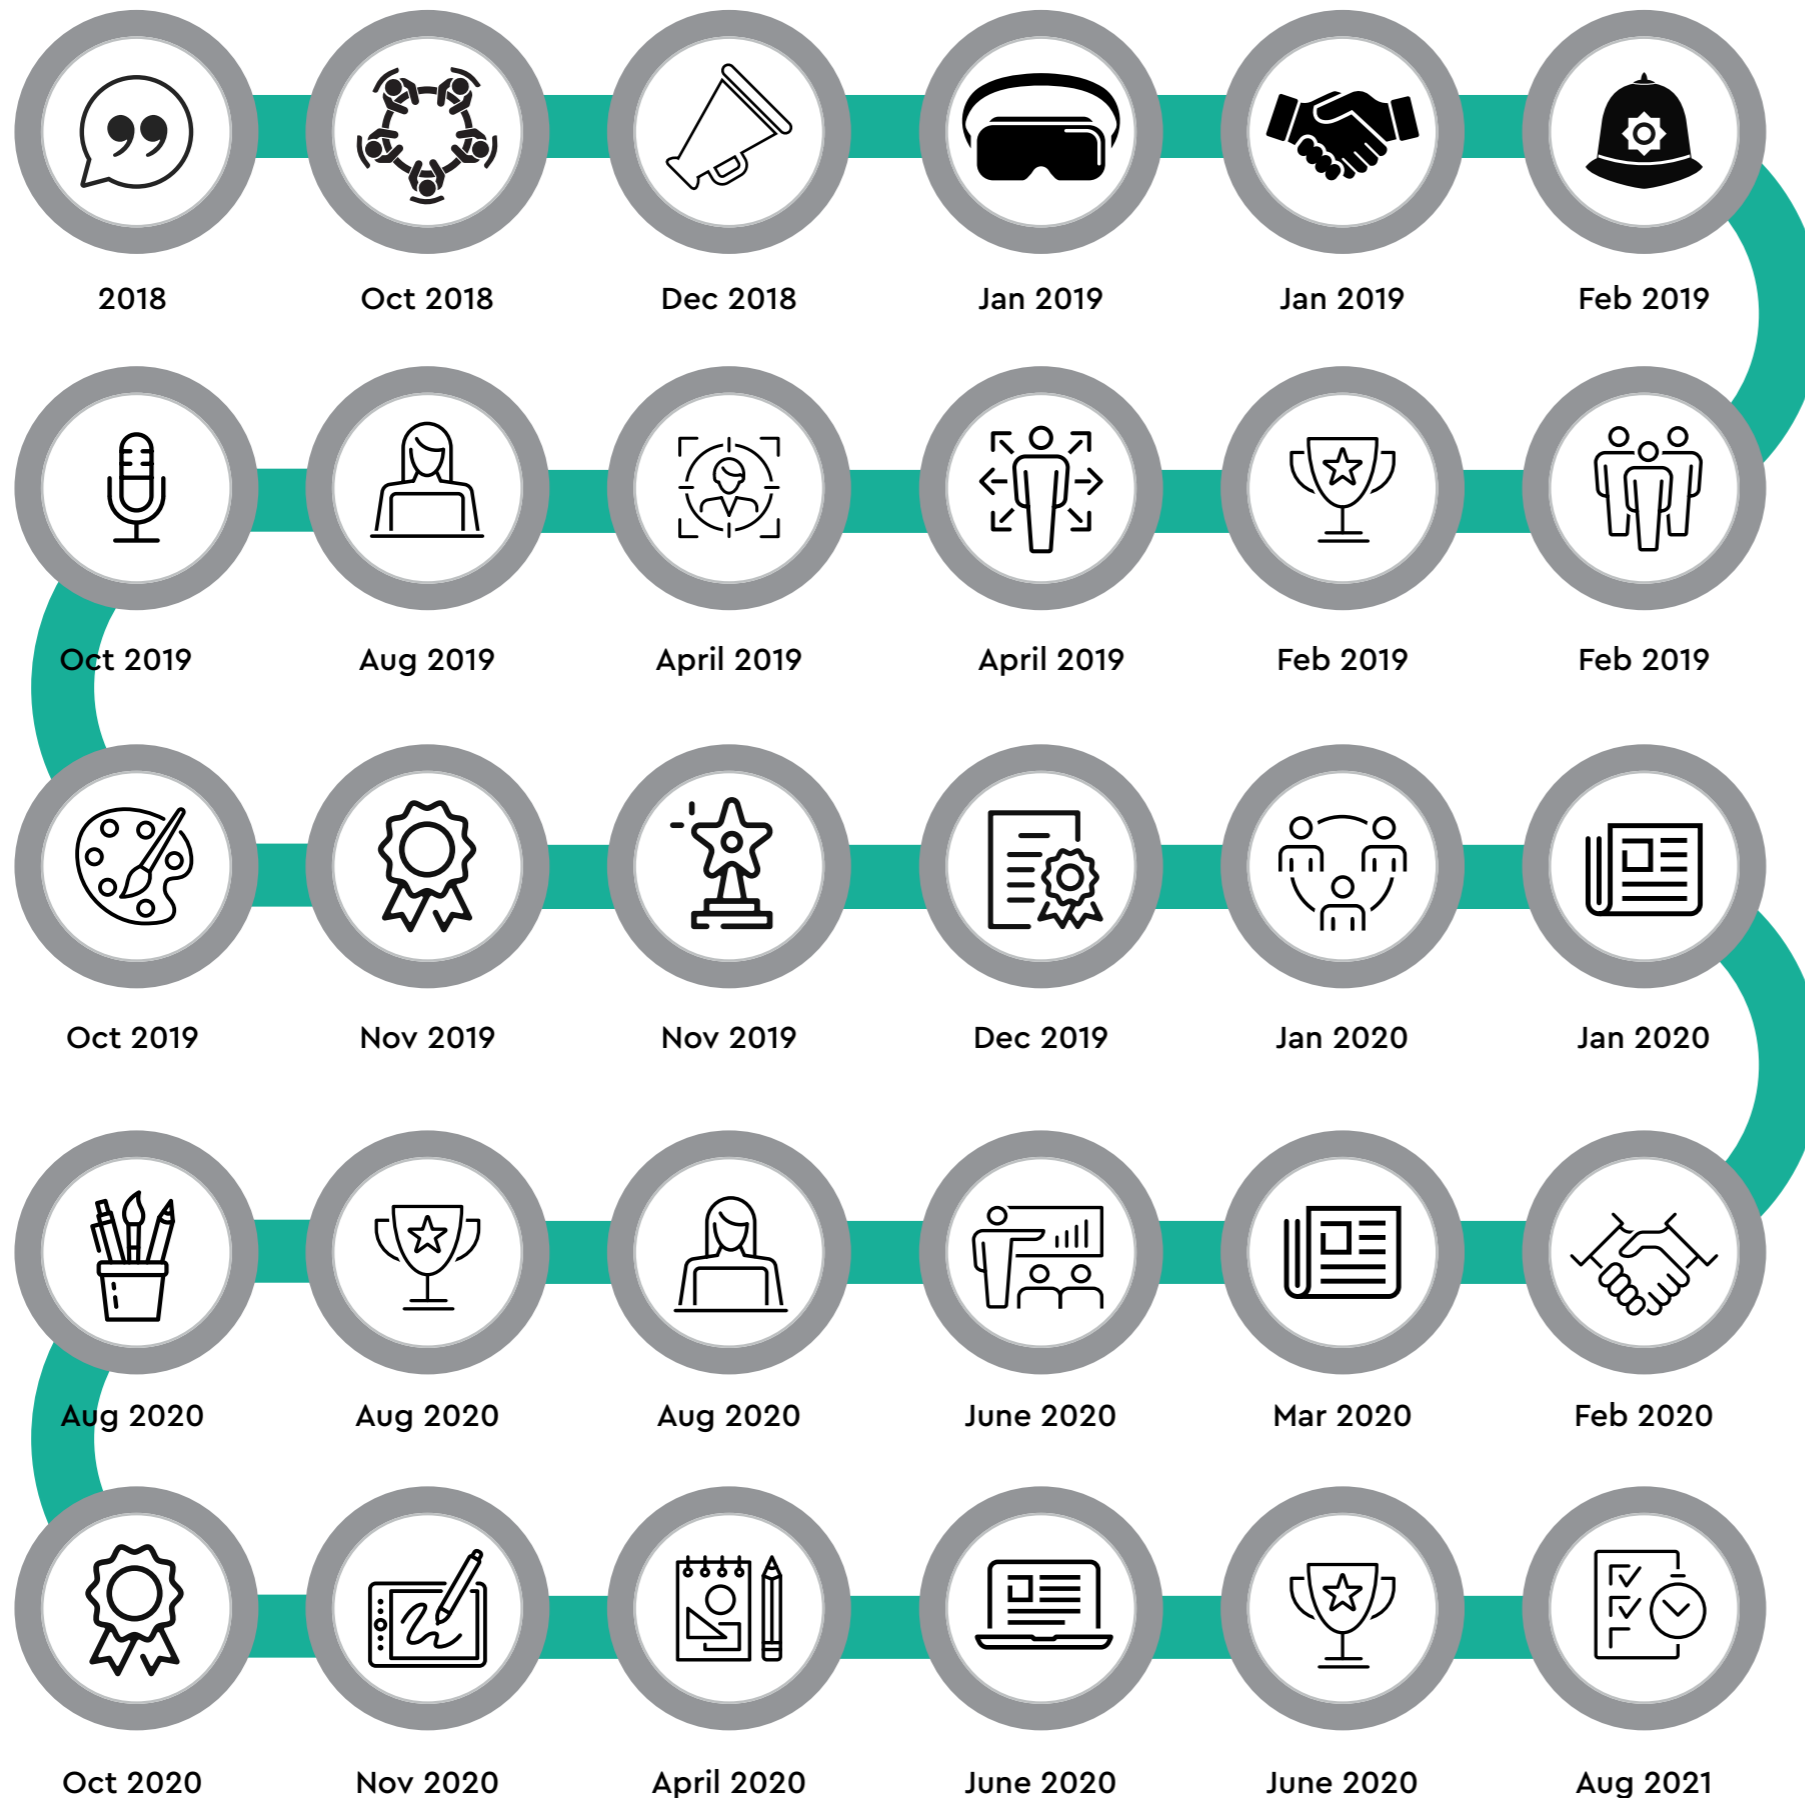 2018
Oct 2018
Dec 2018
Jan 2019
Jan 2019
Feb 2019
Oct 2019
Aug 2019
April 2019
April 2019
Feb 2019
Feb 2019
Oct 2019
Nov 2019
Nov 2019
Dec 2019
Jan 2020
Jan 2020
Aug 2020
Aug 2020
Aug 2020
June 2020
Mar 2020
Feb 2020
Oct 2020
Nov 2020
April 2020
June 2020
June 2020
Aug 2021